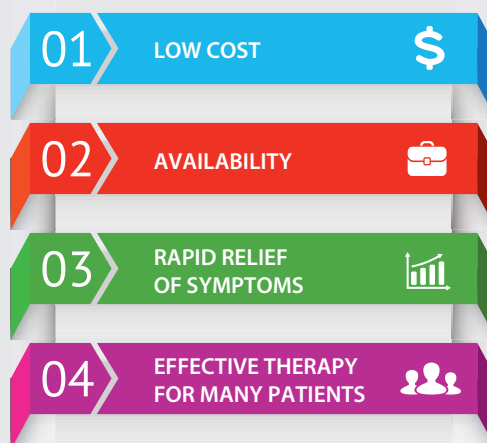 01 LOW COST $
02 AVAILABILITY
03 RAPID RELIEF
OF SYMPTOMS
04 EFFECTIVE THERAPY
FOR MANY PATIENTS